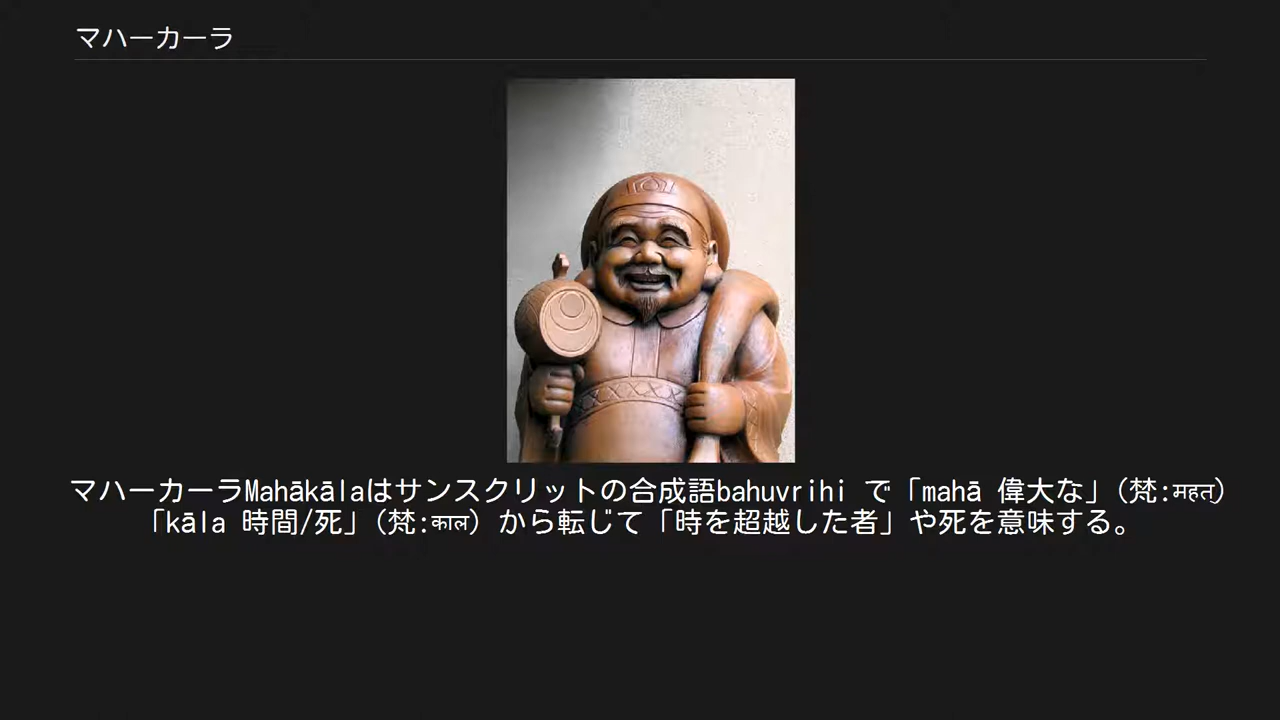 マハーカーラ
マハーカーラMahākālaはサンスクリットの合成語bahuvrihi で「mahā 偉大な」（梵:महत्）
「kāla 時間/死」（梵:काल） から転じて「時を超越した者」や死を意味する。